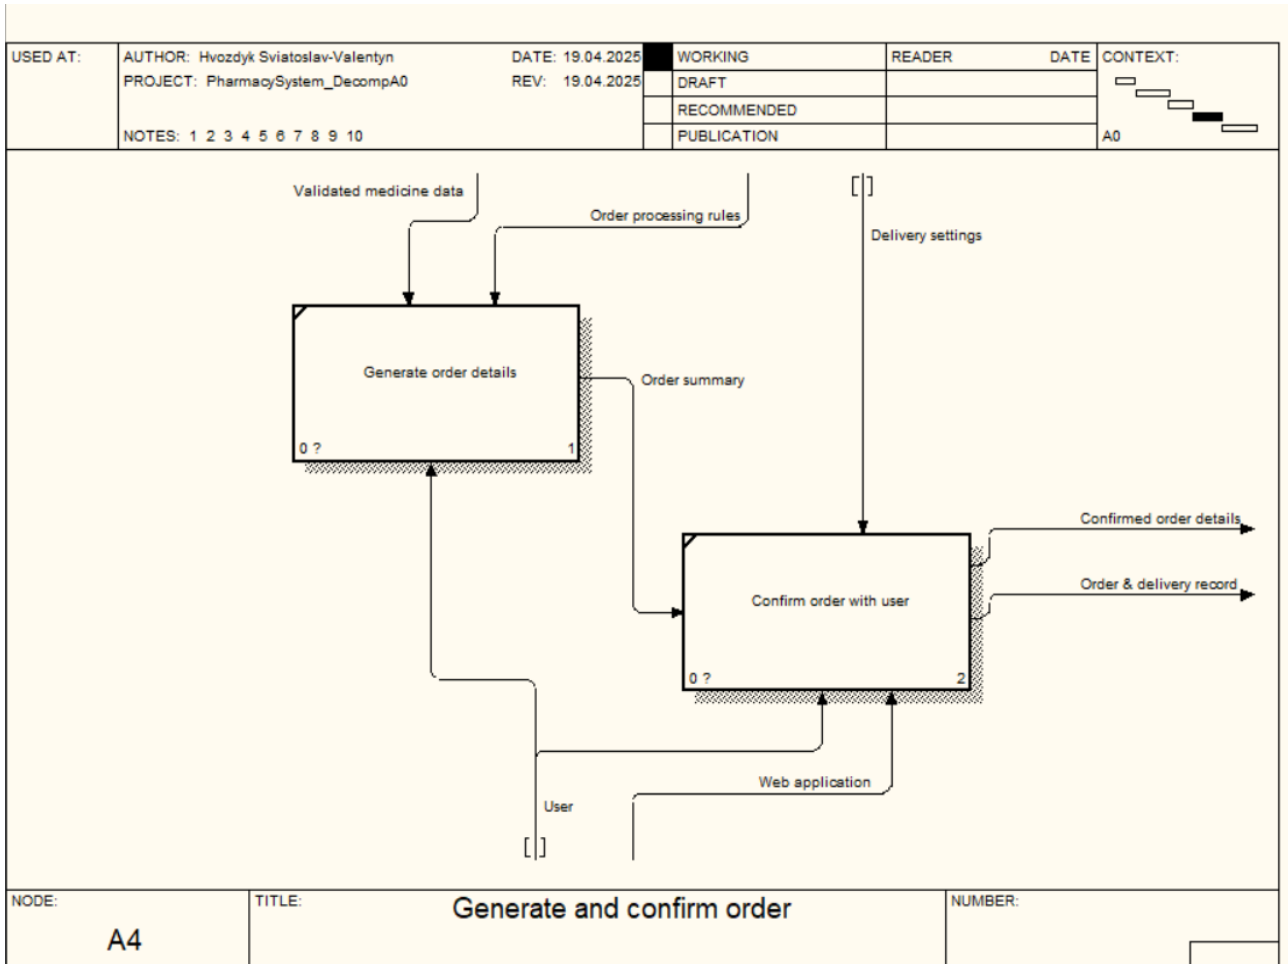 USED AT:
AUTHOR: Hvozdyk Sviatoslav-Valentyn
DATE: 19.04.2025
PROJECT: PharmacySystem_DecompA0
REV: 19.04.2025
NOTES: 1 2 3 4 5 6 7 8 9 10
WORKING
DRAFT
RECOMMENDED
PUBLICATION
READER
DATE
CONTEXT:
A0
Validated medicine data
Order processing rules
[ ]
Delivery settings
Generate order details
0 ?
1
Order summary
Confirmed order details
Order & delivery record
Confirm order with user
0 ?
2
Web application
User
[ ]
NODE:
A4
TITLE:
Generate and confirm order
NUMBER: